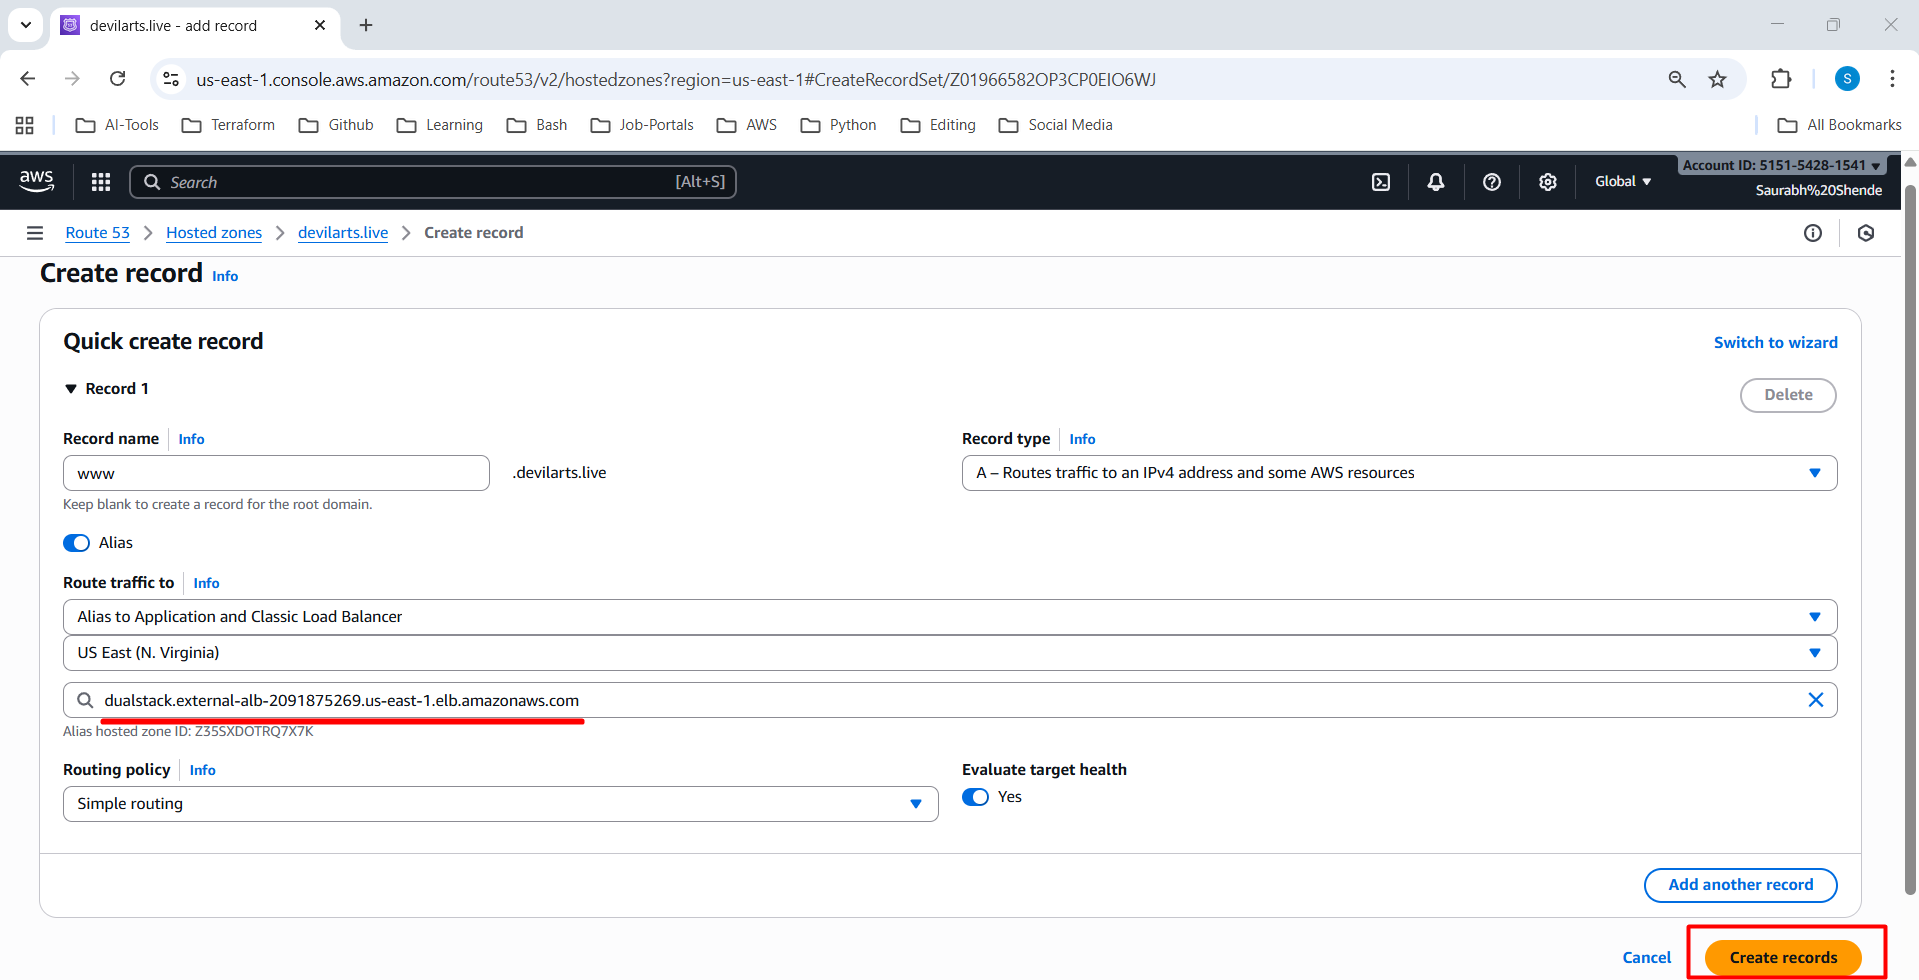 devilarts.live - add record
us-east-1.console.aws.amazon.com/route53/v2/hostedzones?region=us-east-1#CreateRecordSet/Z01966582OP3CP0EIO6WJ
S
AI-Tools Terraform Github Learning Bash Job-Portals AWS Python Editing Social Media All Bookmarks
aws Search [Alt+S] Global Account ID: 5151-5428-1541
Saurabh%20Shende
Route 53 Hosted zones devilarts.live Create record
Create record Info
Quick create record Switch to wizard
Record 1 Delete
Record name Info Record type Info
www .devilarts.live A – Routes traffic to an IPv4 address and some AWS resources
Keep blank to create a record for the root domain.
Alias
Route traffic to Info
Alias to Application and Classic Load Balancer
US East (N. Virginia)
dualstack.external-alb-2091875269.us-east-1.elb.amazonaws.com
Alias hosted zone ID: Z35SXDOTRQ7X7K
Routing policy Info Evaluate target health
Simple routing Yes
Add another record
Cancel Create records